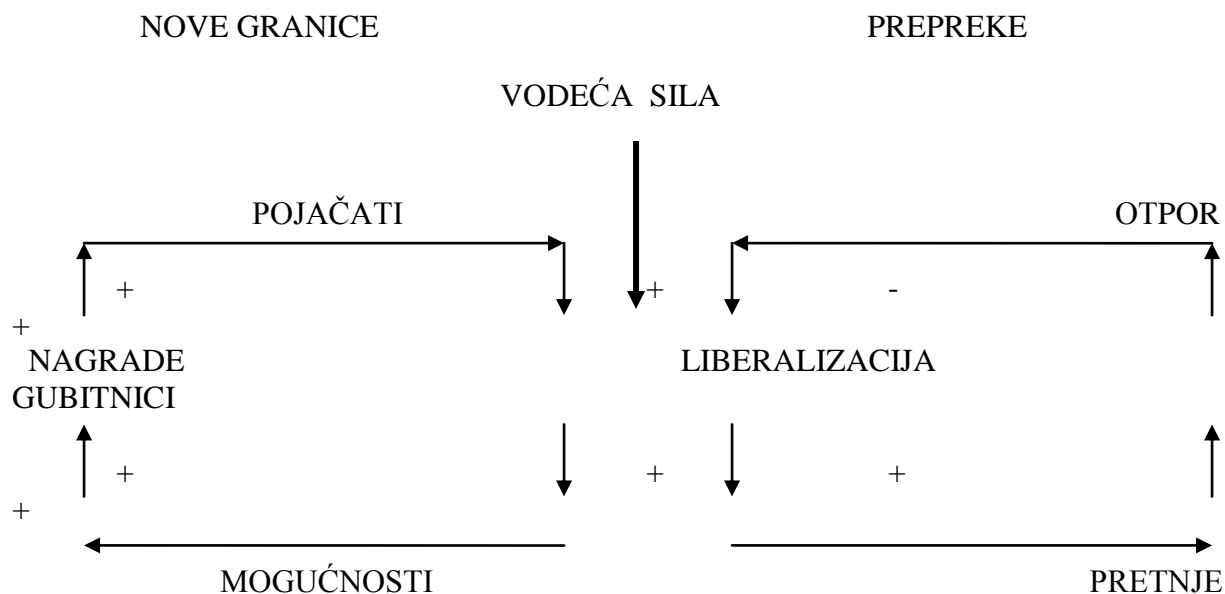 NOVE GRANICE PREPREKE
VODEĆA SILA
POJAČATI OTPOR
+ + -
+
NAGRADE LIBERALIZACIJA
GUBITNICI
+ + +
+
MOGUĆNOSTI PRETNJE